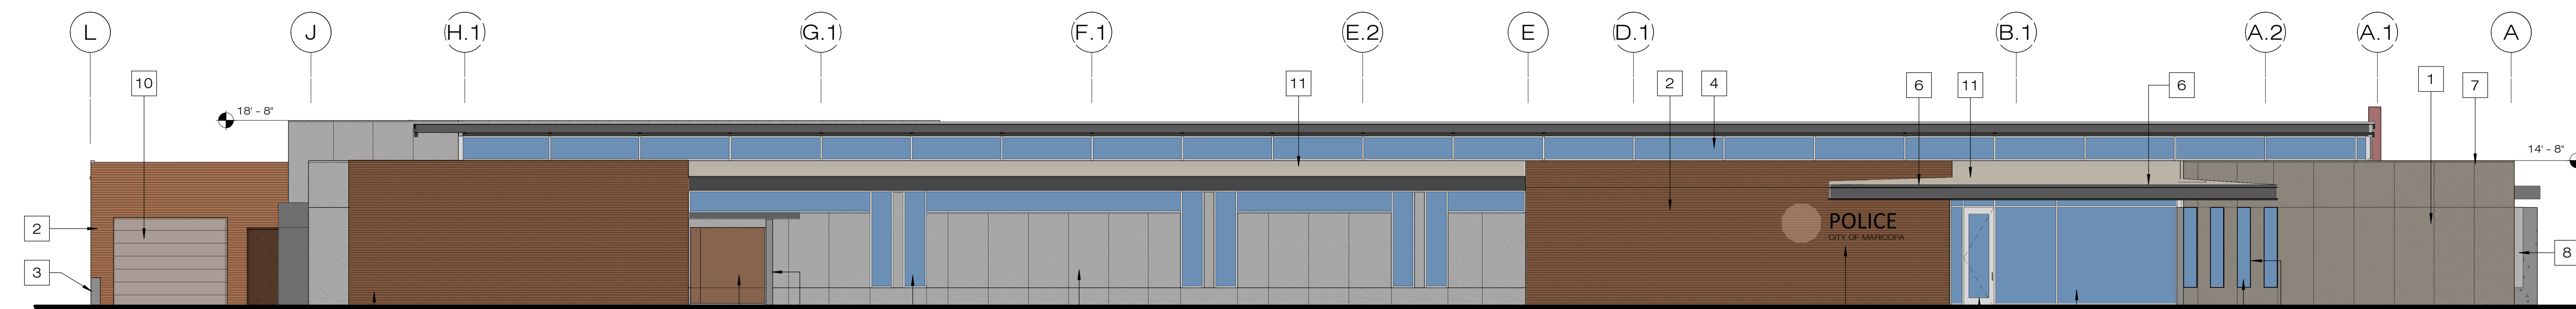 L J H.1 G.1 F.1 E.2 E D.1 B.1 A.2 A.1 A
10 11 2 4 6 11 6 1 7
18' - 8"
14' - 8"
2
POLICE
CITY OF MARICOPA
3
8